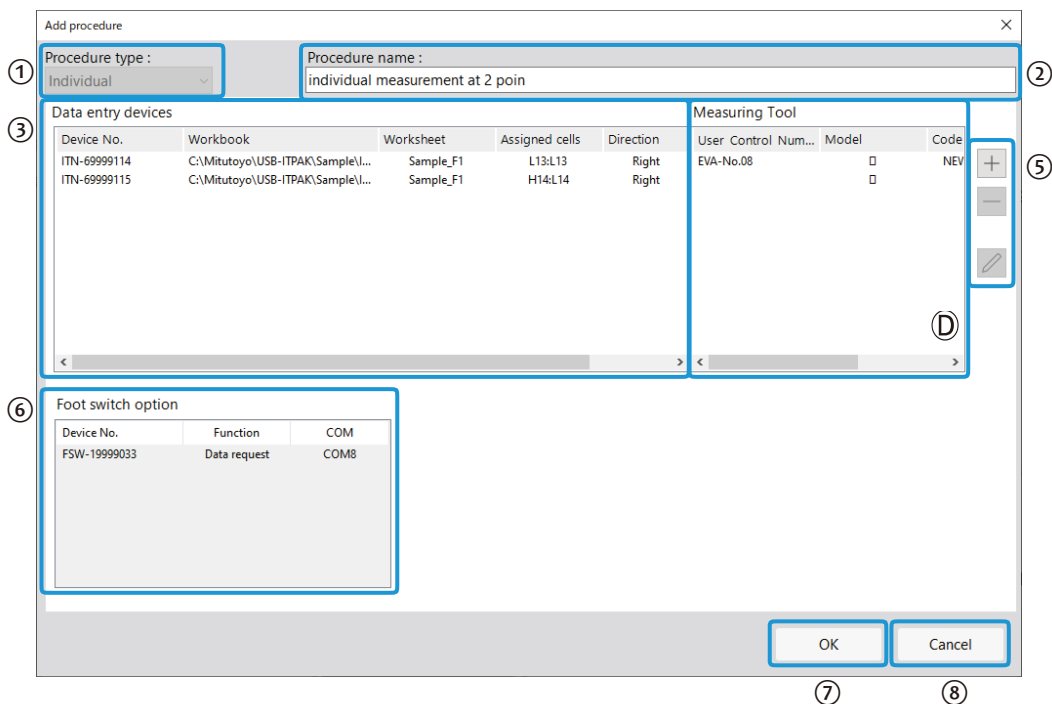 Add procedure
① Procedure type :
Individual
Procedure name : ②
individual measurement at 2 poin
③ Data entry devices
Device No. Workbook Worksheet Assigned cells Direction
ITN-69999114 C:\Mitutoyo\USB-ITPAK\Sample\I... Sample_F1 L13:L13 Right
ITN-69999115 C:\Mitutoyo\USB-ITPAK\Sample\I... Sample_F1 H14:L14 Right
Measuring Tool
User Control Num... Model Code
EVA-No.08 NEW
Ⓓ
⑤
⑥ Foot switch option
Device No. Function COM
FSW-19999033 Data request COM8
OK Cancel
⑦ ⑧